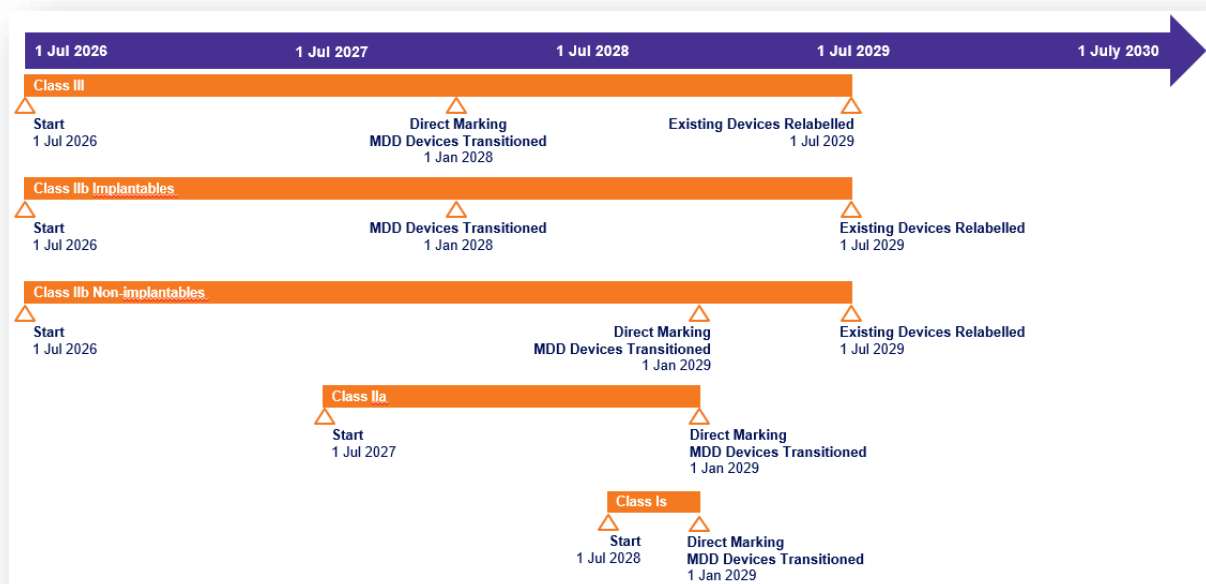 1 Jul 2026 1 Jul 2027 1 Jul 2028 1 Jul 2029 1 July 2030
Class III
Start
1 Jul 2026
Direct Marking
MDD Devices Transitioned
1 Jan 2028
Existing Devices Relabelled
1 Jul 2029
Class IIb Implantables
Start
1 Jul 2026
MDD Devices Transitioned
1 Jan 2028
Existing Devices Relabelled
1 Jul 2029
Class IIb Non-implantables
Start
1 Jul 2026
Direct Marking
MDD Devices Transitioned
1 Jan 2029
Existing Devices Relabelled
1 Jul 2029
Class IIa
Start
1 Jul 2027
Direct Marking
MDD Devices Transitioned
1 Jan 2029
Class Is
Start
1 Jul 2028
Direct Marking
MDD Devices Transitioned
1 Jan 2029